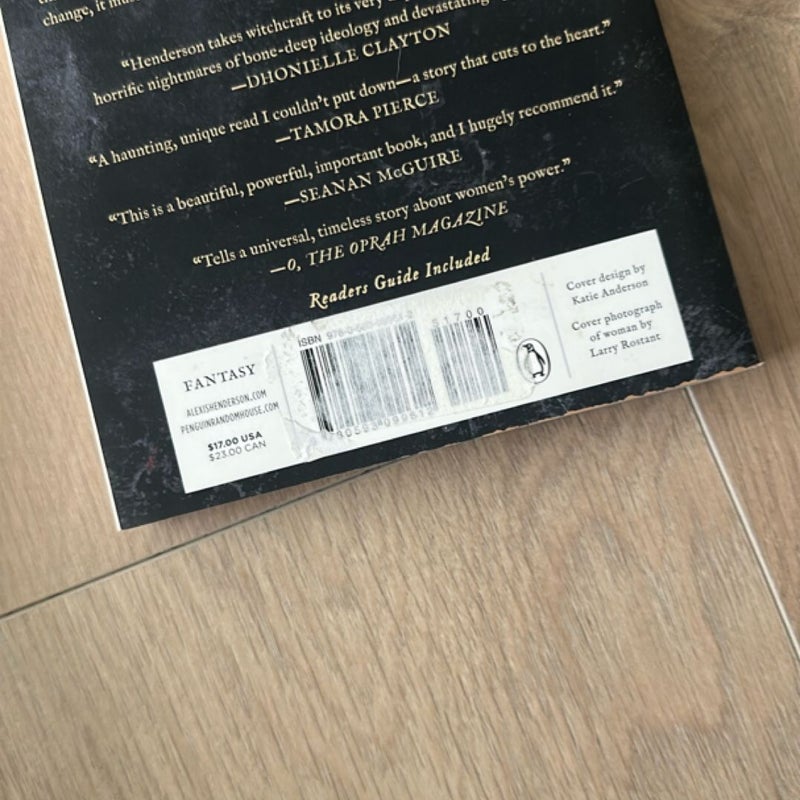 change, it
“Henderson takes witchcraft to its very
horrific nightmares of bone-deep ideology and devastating
—DHONIELLE CLAYTON
“A haunting, unique read I couldn’t put down—a story that cuts to the heart.”
—TAMORA PIERCE
“This is a beautiful, powerful, important book, and I hugely recommend it.”
—SEANAN McGUIRE
“Tells a universal, timeless story about women’s power.”
—O, THE OPRAH MAGAZINE
Readers Guide Included
FANTASY
ALEXISHENDERSON.COM
PENGUINRANDOMHOUSE.COM
$17.00 USA
$23.00 CAN
ISBN
51700
Cover design by
Katie Anderson
Cover photograph
of woman by
Larry Rostant